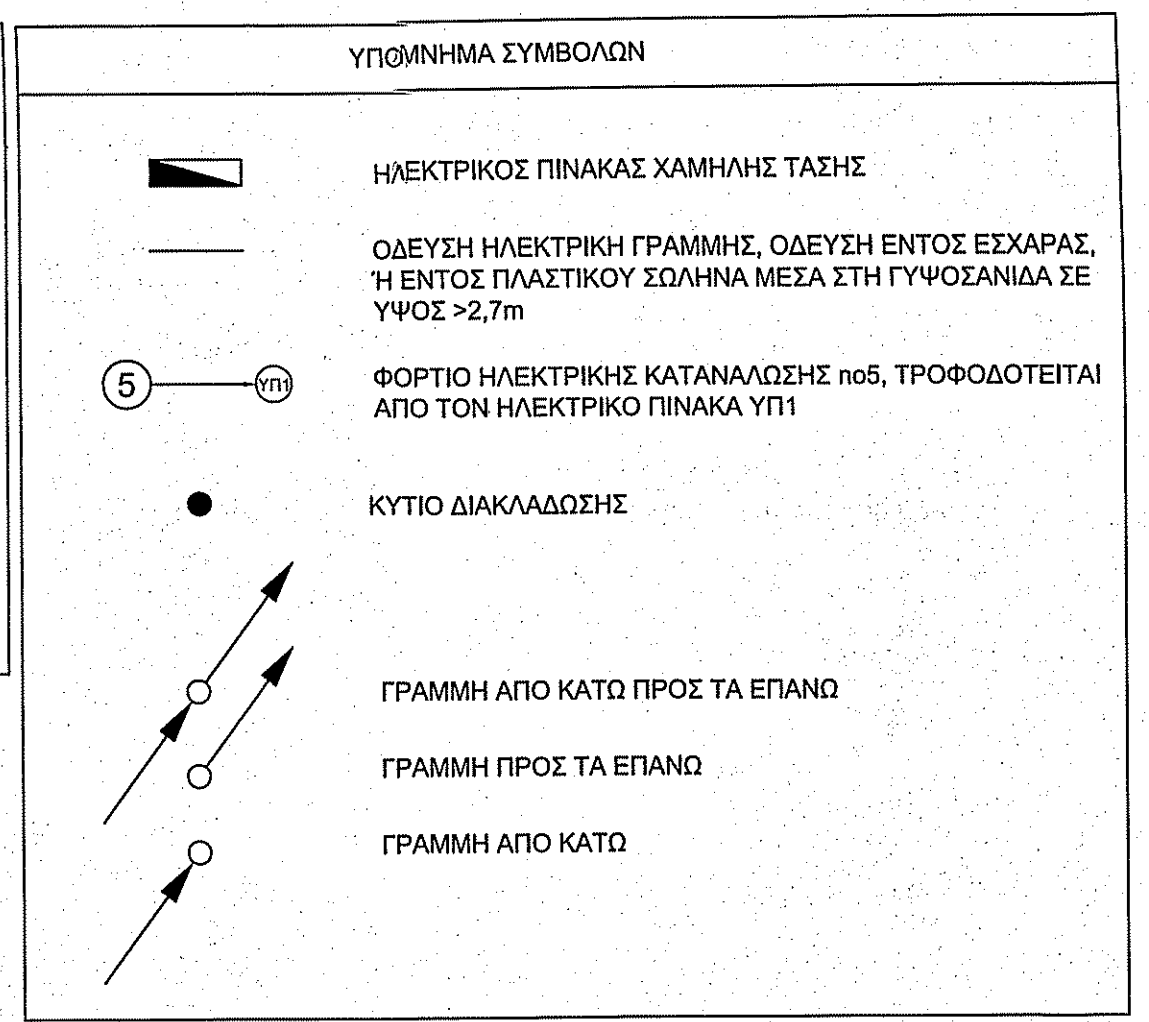 ΥΠΟΜΝΗΜΑ ΣΥΜΒΟΛΩΝ
ΗΛΕΚΤΡΙΚΟΣ ΠΙΝΑΚΑΣ ΧΑΜΗΛΗΣ ΤΑΣΗΣ
ΟΔΕΥΣΗ ΗΛΕΚΤΡΙΚΗ ΓΡΑΜΜΗΣ, ΟΔΕΥΣΗ ΕΝΤΟΣ ΕΣΧΑΡΑΣ,
Ή ΕΝΤΟΣ ΠΛΑΣΤΙΚΟΥ ΣΩΛΗΝΑ ΜΕΣΑ ΣΤΗ ΓΥΨΟΣΑΝΙΔΑ ΣΕ
ΥΨΟΣ >2,7m
5 ΥΠ1
ΦΟΡΤΙΟ ΗΛΕΚΤΡΙΚΗΣ ΚΑΤΑΝΑΛΩΣΗΣ no5, ΤΡΟΦΟΔΟΤΕΙΤΑΙ
ΑΠΟ ΤΟΝ ΗΛΕΚΤΡΙΚΟ ΠΙΝΑΚΑ ΥΠ1
ΚΥΤΙΟ ΔΙΑΚΛΑΔΩΣΗΣ
ΓΡΑΜΜΗ ΑΠΟ ΚΑΤΩ ΠΡΟΣ ΤΑ ΕΠΑΝΩ
ΓΡΑΜΜΗ ΠΡΟΣ ΤΑ ΕΠΑΝΩ
ΓΡΑΜΜΗ ΑΠΟ ΚΑΤΩ